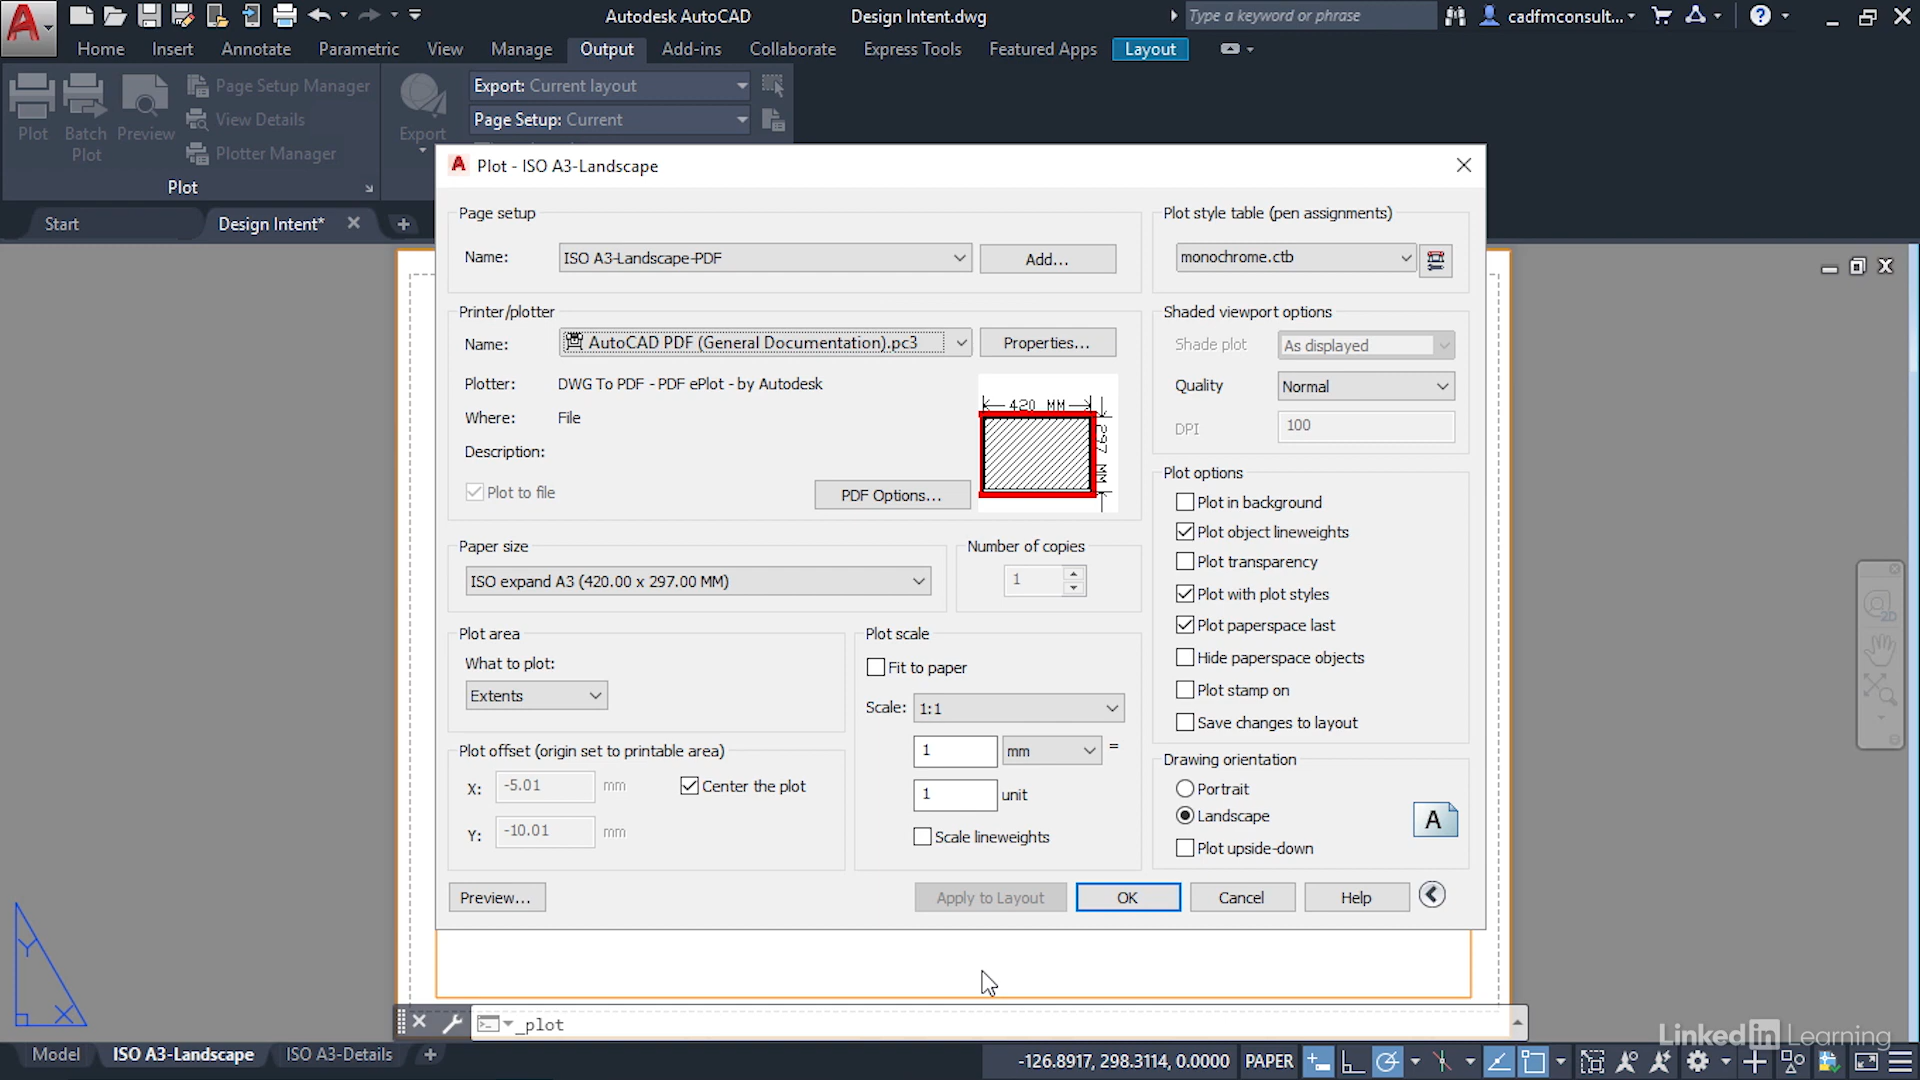 Autodesk AutoCAD Design Intent.dwg
Type a keyword or phrase
cadfmconsult...
Home Insert Annotate Parametric View Manage Output Add-ins Collaborate Express Tools Featured Apps Layout
Plot
Batch
Plot
Preview
Page Setup Manager
View Details
Plotter Manager
Export
Export: Current layout
Page Setup: Current
Plot
Start
Design Intent*
Plot - ISO A3-Landscape
Page setup
Name: ISO A3-Landscape-PDF Add...
Printer/plotter
Name: AutoCAD PDF (General Documentation).pc3 Properties...
Plotter: DWG To PDF - PDF ePlot - by Autodesk
Where: File
Description:
Plot to file
PDF Options...
420 MM
297 MM
Paper size
ISO expand A3 (420.00 x 297.00 MM)
Number of copies
1
Plot area
What to plot:
Extents
Plot offset (origin set to printable area)
X: -5.01 mm
Center the plot
Y: -10.01 mm
Plot scale
Fit to paper
Scale: 1:1
1 mm =
1 unit
Scale lineweights
Plot style table (pen assignments)
monochrome.ctb
Shaded viewport options
Shade plot As displayed
Quality Normal
DPI 100
Plot options
Plot in background
Plot object lineweights
Plot transparency
Plot with plot styles
Plot paperspace last
Hide paperspace objects
Plot stamp on
Save changes to layout
Drawing orientation
Portrait
Landscape
Plot upside-down
A
Preview...
Apply to Layout
OK
Cancel
Help
2D
Y
X
_plot
LinkedIn Learning
Model ISO A3-Landscape ISO A3-Details
-126.8917, 298.3114, 0.0000 PAPER